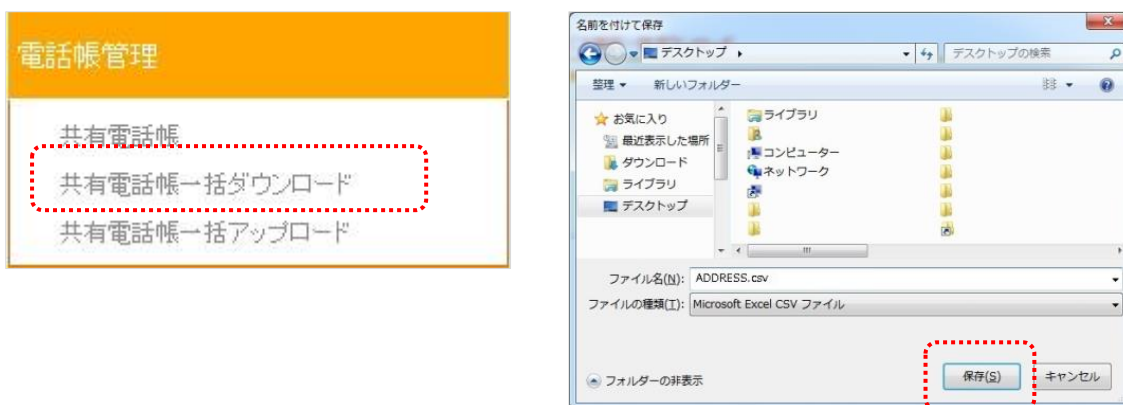 電話帳管理
共有電話帳
共有電話帳一括ダウンロード
共有電話帳一括アップロード
名前を付けて保存
デスクトップ
デスクトップの検索
整理 新しいフォルダー
お気に入り
最近表示した場所
ダウンロード
ライブラリ
デスクトップ
ライブラリ
コンピューター
ネットワーク
ファイル名(N): ADDRESS.csv
ファイルの種類(T): Microsoft Excel CSV ファイル
フォルダーの非表示
保存(S) キャンセル